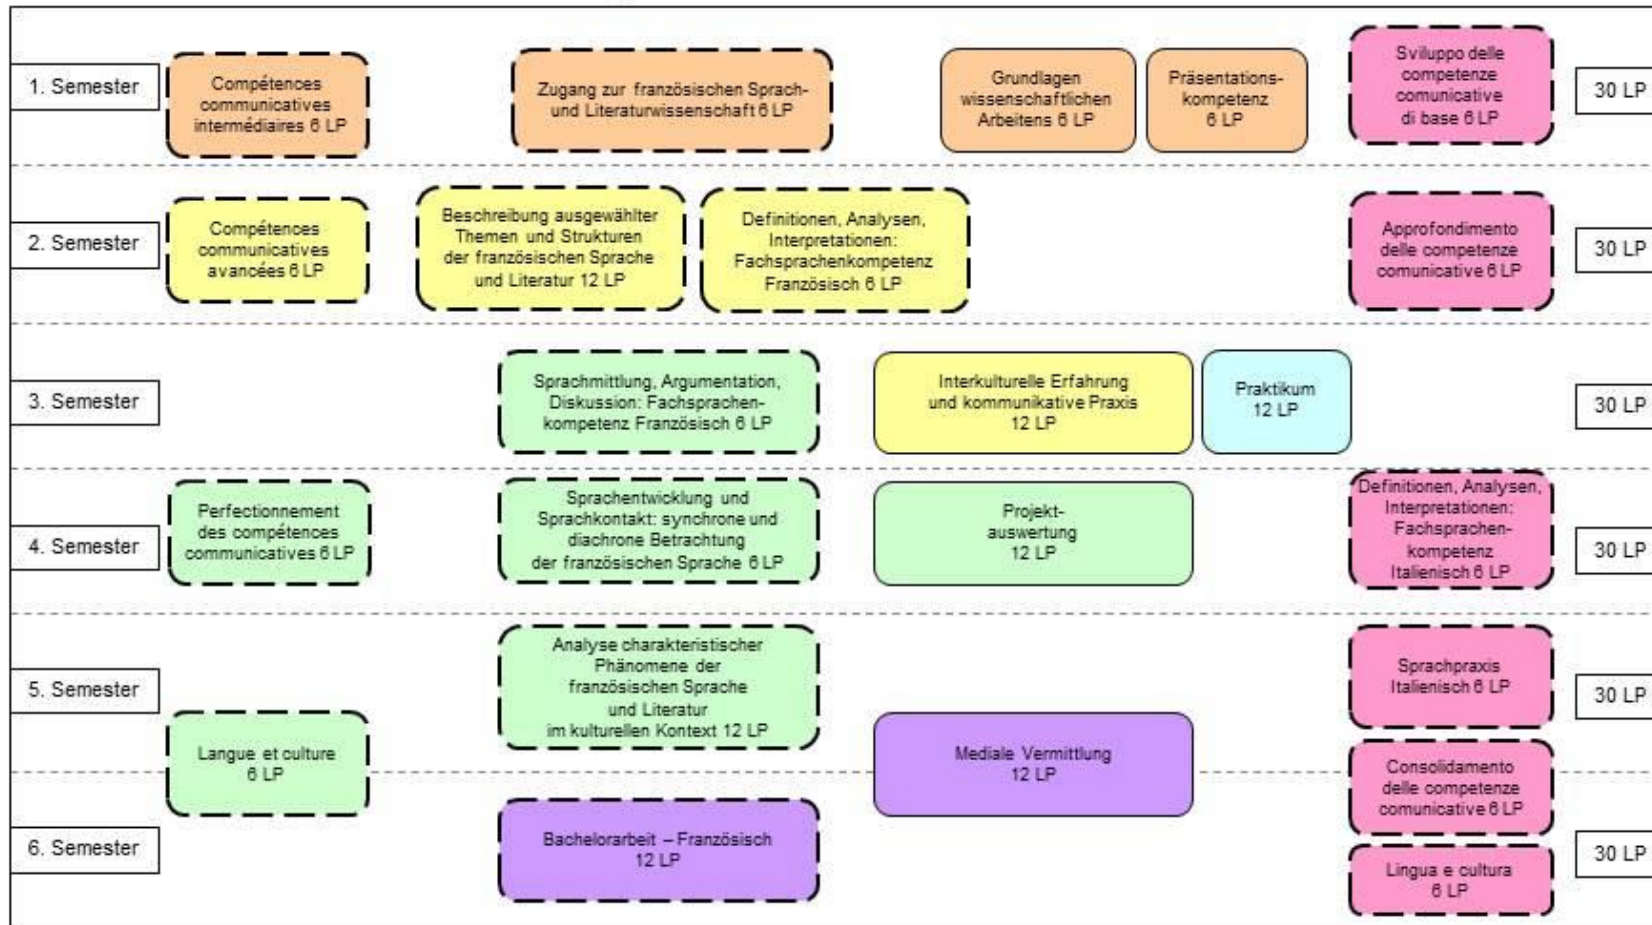 1. Semester
Compétences
communicatives
intermédiaires 6 LP
Zugang zur französischen Sprach-
und Literaturwissenschaft 6 LP
Grundlagen
wissenschaftlichen
Arbeitens 6 LP
Präsentations-
kompetenz
6 LP
Sviluppo delle
competenze
comunicative
di base 6 LP
30 LP
2. Semester
Compétences
communicatives
avancées 6 LP
Beschreibung ausgewählter
Themen und Strukturen
der französischen Sprache
und Literatur 12 LP
Definitionen, Analysen,
Interpretationen:
Fachsprachenkompetenz
Französisch 6 LP
Approfondimento
delle competenze
comunicative 6 LP
30 LP
3. Semester
Sprachmittlung, Argumentation,
Diskussion: Fachsprachen-
kompetenz Französisch 6 LP
Interkulturelle Erfahrung
und kommunikative Praxis
12 LP
Praktikum
12 LP
30 LP
4. Semester
Perfectionnement
des compétences
communicatives 6 LP
Sprachentwicklung und
Sprachkontakt: synchrone und
diachrone Betrachtung
der französischen Sprache 6 LP
Projekt-
auswertung
12 LP
Definitionen, Analysen,
Interpretationen:
Fachsprachen-
kompetenz
Italienisch 6 LP
30 LP
5. Semester
Analyse charakteristischer
Phänomene der
französischen Sprache
und Literatur
im kulturellen Kontext 12 LP
Sprachpraxis
Italienisch 6 LP
30 LP
Langue et culture
6 LP
Mediale Vermittlung
12 LP
Consolidamento
delle competenze
comunicative 6 LP
6. Semester
Bachelorarbeit – Französisch
12 LP
Lingua e cultura
6 LP
30 LP